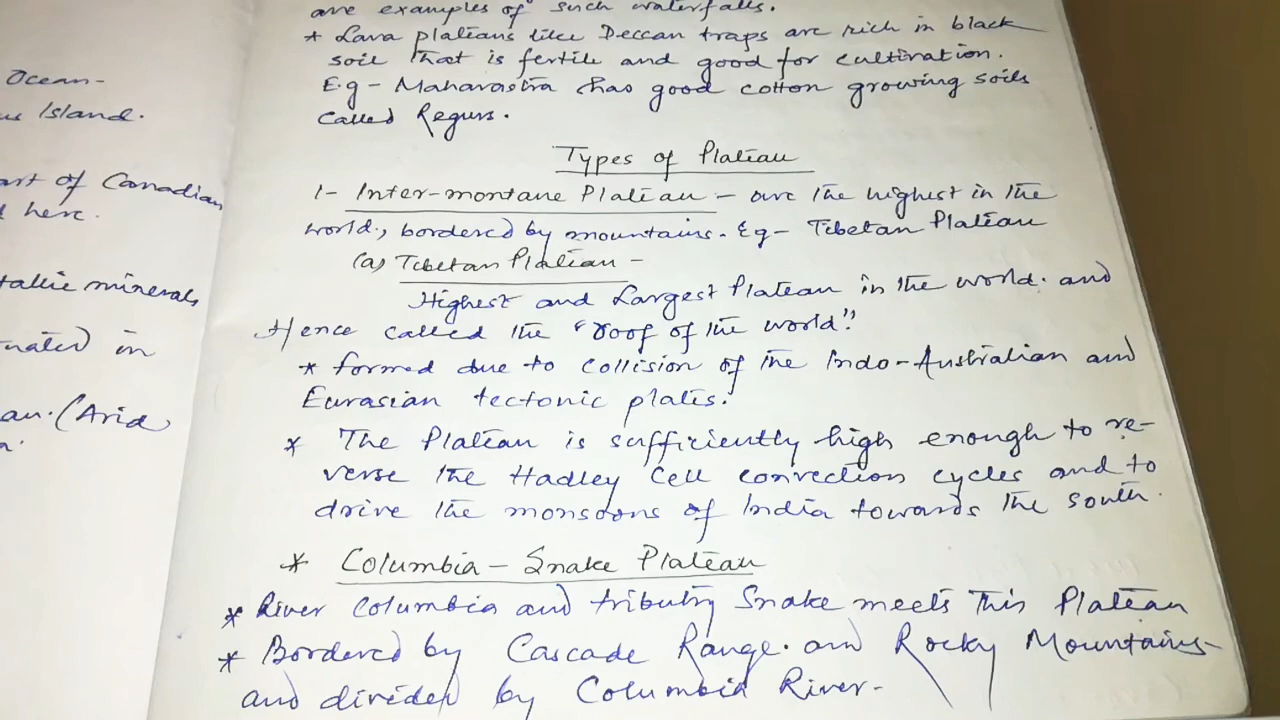 Ocean-
Island.
art of Canadian
here.
tallic minerals
nated in
au. (Arid
are examples of such waterfalls.
* Lava plateaus like Deccan traps are rich in black
soil that is fertile and good for cultivation.
E.g - Maharastra has good cotton growing soils
called Regurs.
Types of Plateau
1- Inter-montane Plateau - are the highest in the
world, bordered by mountains. Eg- Tibetan Plateau
(a) Tibetan Plateau -
Highest and Largest Plateau in the world. and
Hence called the "roof of the world".
* formed due to collision of the Indo-Australian and
Eurasian tectonic plates.
* The Plateau is sufficiently high enough to re-
verse the Hadley Cell convection cycles and to
drive the monsoons of India towards the south.
* Columbia - Snake Plateau
* River Columbia and tributry Snake meets this Plateau
* Bordered by Cascade Range. and Rocky Mountains-
and divided by Columbia River-